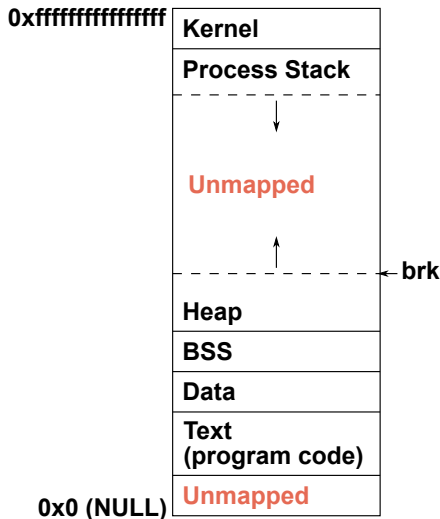 0xffffffffffffffff
Kernel
Process Stack
Unmapped
brk
Heap
BSS
Data
Text
(program code)
Unmapped
0x0 (NULL)